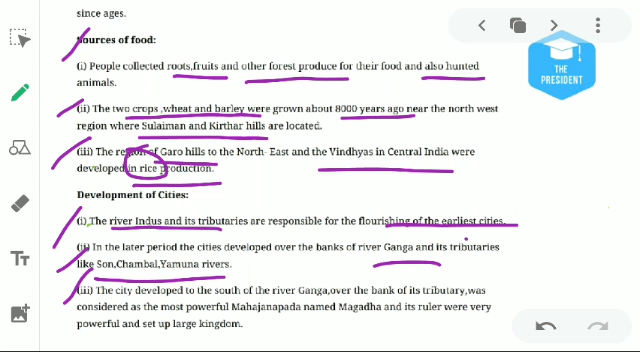 since ages.
Sources of food:
(i) People collected roots,fruits and other forest produce for their food and also hunted
animals.
(ii) The two crops ,wheat and barley were grown about 8000 years ago near the north west
region where Sulaiman and Kirthar hills are located.
(iii) The region of Garo hills to the North- East and the Vindhyas in Central India were
developed in rice production.
Development of Cities:
(i) The river Indus and its tributaries are responsible for the flourishing of the earliest cities.
(ii) In the later period the cities developed over the banks of river Ganga and its tributaries
like Son,Chambal,Yamuna rivers.
(iii) The city developed to the south of the river Ganga,over the bank of its tributary,was
considered as the most powerful Mahajanapada named Magadha and its ruler were very
powerful and set up large kingdom.
THE
PRESIDENT
Tт